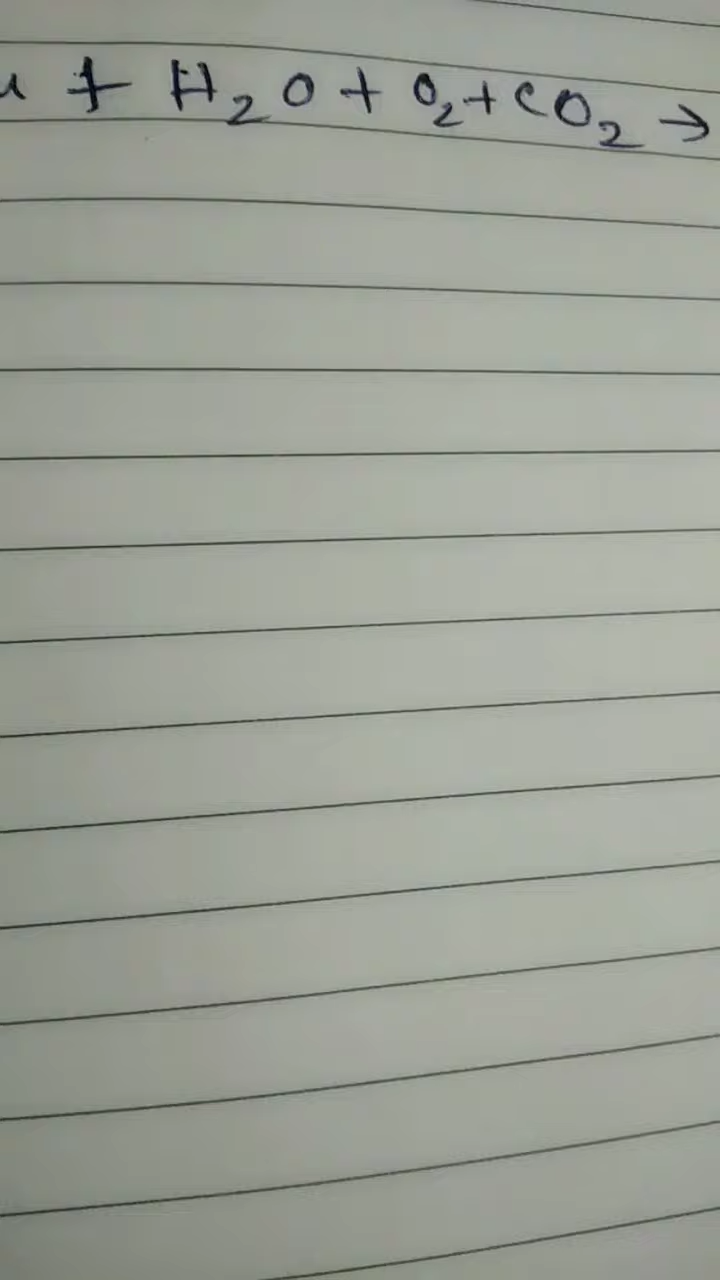 u + H₂O + O₂ + CO₂ →